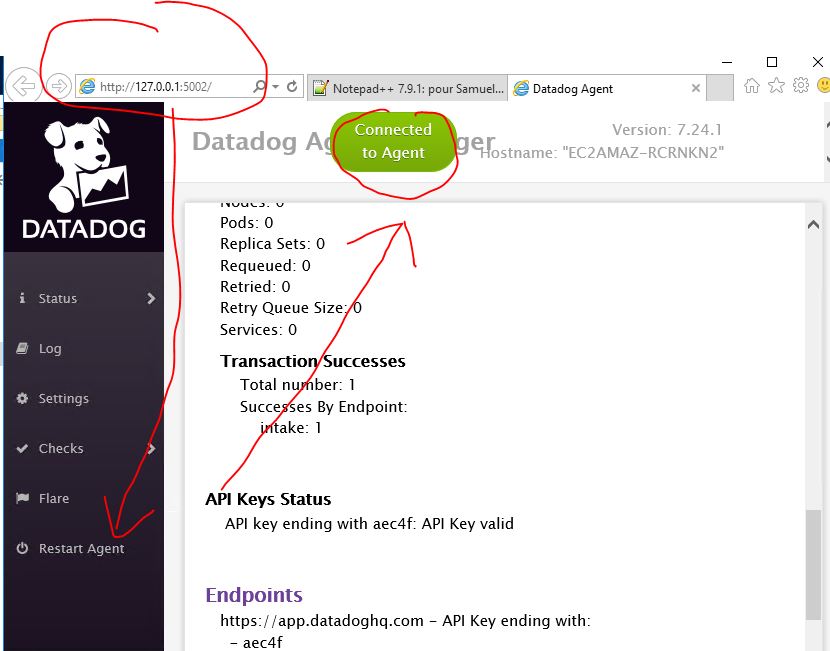 http://127.0.0.1:5002/
Notepad++ 7.9.1: pour Samuel...
Datadog Agent
DATADOG
Status
Log
Settings
Checks
Flare
Restart Agent
Datadog Ag
ger
Connected
to Agent
Version: 7.24.1
Hostname: "EC2AMAZ-RCRNKN2"
Nodes: 0
Pods: 0
Replica Sets: 0
Requeued: 0
Retried: 0
Retry Queue Size: 0
Services: 0
Transaction Successes
Total number: 1
Successes By Endpoint:
intake: 1
API Keys Status
API key ending with aec4f: API Key valid
Endpoints
https://app.datadoghq.com - API Key ending with:
- aec4f